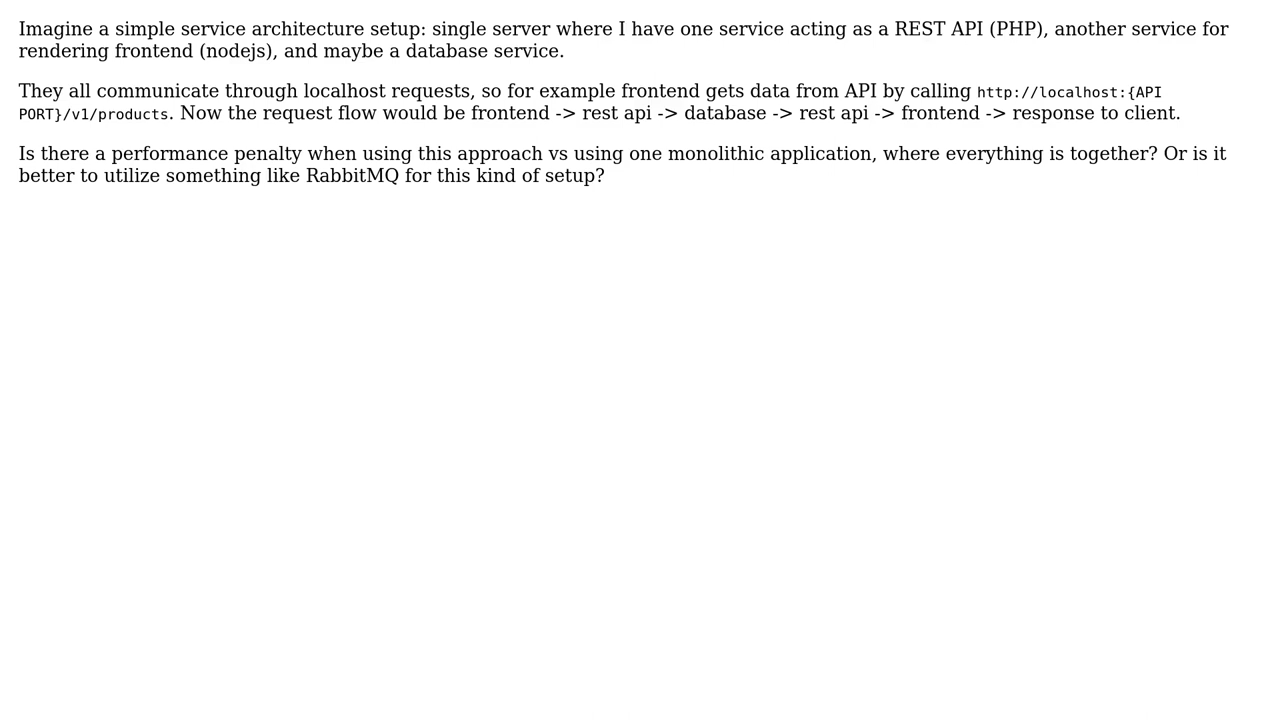 Imagine a simple service architecture setup: single server where I have one service acting as a REST API (PHP), another service for
rendering frontend (nodejs), and maybe a database service.
They all communicate through localhost requests, so for example frontend gets data from API by calling http://localhost:{API
PORT}/v1/products. Now the request flow would be frontend -> rest api -> database -> rest api -> frontend -> response to client.
Is there a performance penalty when using this approach vs using one monolithic application, where everything is together? Or is it
better to utilize something like RabbitMQ for this kind of setup?